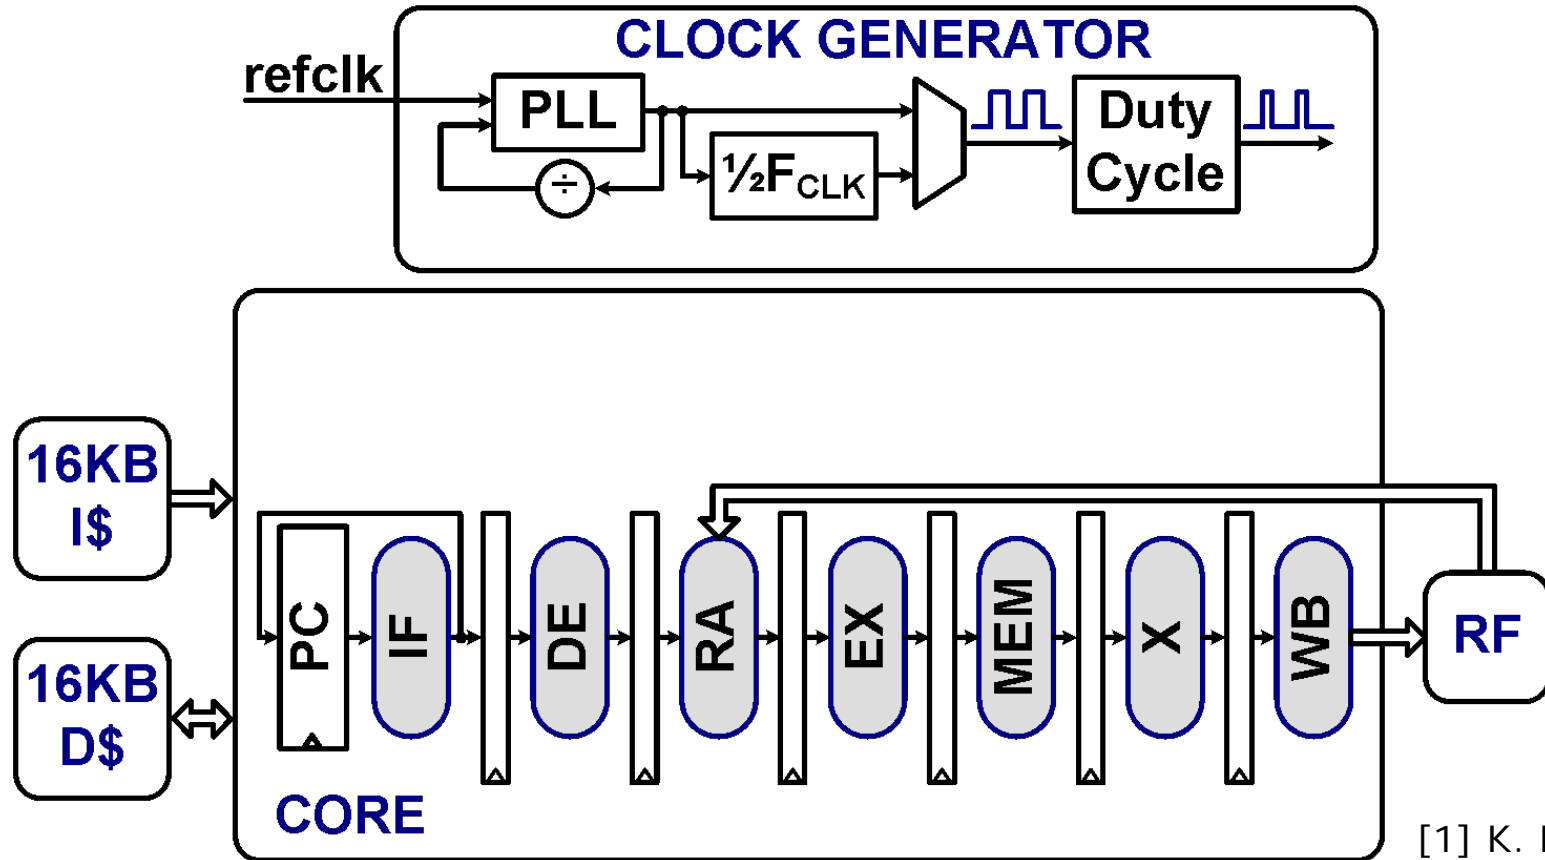 CLOCK GENERATOR
refclk
PLL
÷
½FCLK
Duty
Cycle
16KB
I$
16KB
D$
PC
IF
DE
RA
EX
MEM
X
WB
RF
CORE
[1] K.